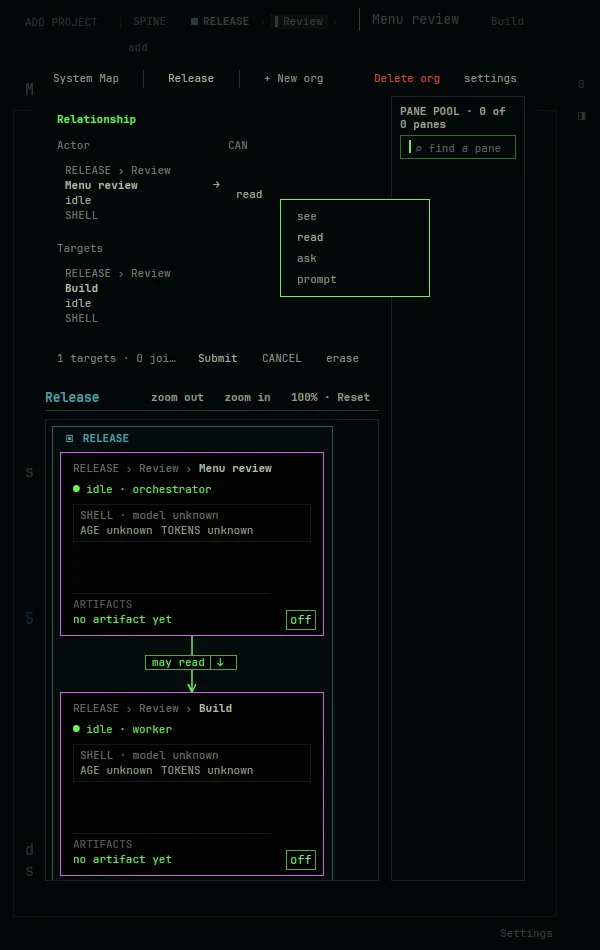 ADD PROJECT SPINE RELEASE › Review › Menu review Build
add
System Map Release + New org Delete org settings
M
0
Relationship
Actor CAN
RELEASE › Review
Menu review → read
idle
SHELL
see
read
ask
prompt
Targets
RELEASE › Review
Build
idle
SHELL
1 targets · 0 joi… Submit CANCEL erase
PANE POOL · 0 of
0 panes
⌕ find a pane
Release zoom out zoom in 100% · Reset
RELEASE
RELEASE › Review › Menu review
idle · orchestrator
SHELL · model unknown
AGE unknown TOKENS unknown
ARTIFACTS
no artifact yet off
may read ↓
RELEASE › Review › Build
idle · worker
SHELL · model unknown
AGE unknown TOKENS unknown
ARTIFACTS
no artifact yet off
s
5
d
s
Settings